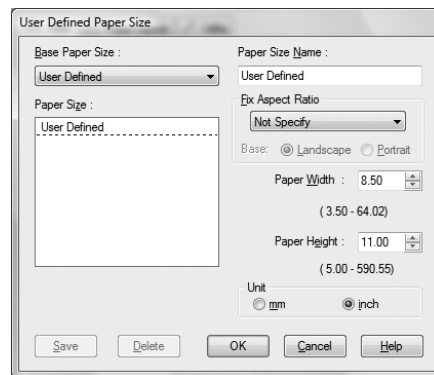 User Defined Paper Size
Base Paper Size :
User Defined
Paper Size :
User Defined
Paper Size Name :
User Defined
Fix Aspect Ratio
Not Specify
Base: Landscape Portrait
Paper Width : 8.50
( 3.50 - 64.02)
Paper Height : 11.00
( 5.00 - 590.55)
Unit
mm inch
Save Delete OK Cancel Help